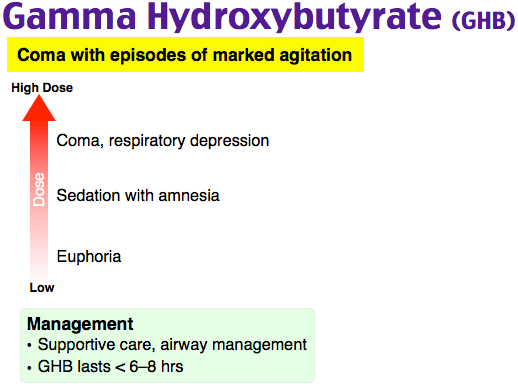 Gamma Hydroxybutyrate (GHB)
Coma with episodes of marked agitation
High Dose
Coma, respiratory depression
Sedation with amnesia
Dose
Euphoria
Low
Management
• Supportive care, airway management
• GHB lasts < 6–8 hrs